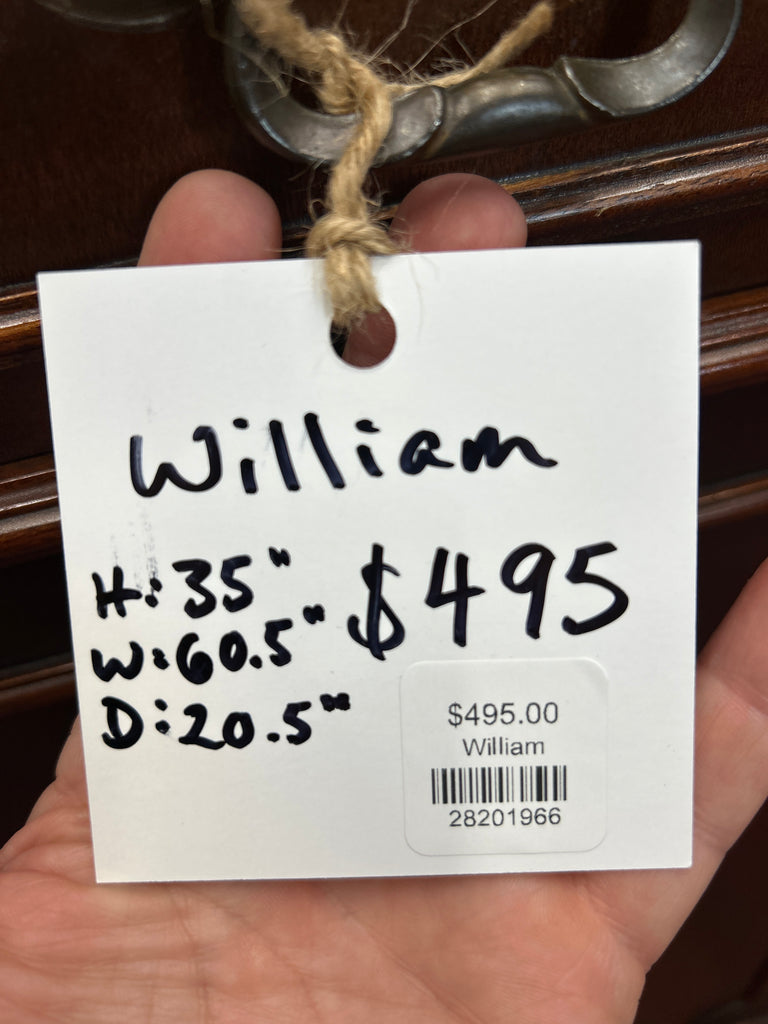 William
H: 35"
W: 60.5"
D: 20.5"
$495
$495.00
William
28201966